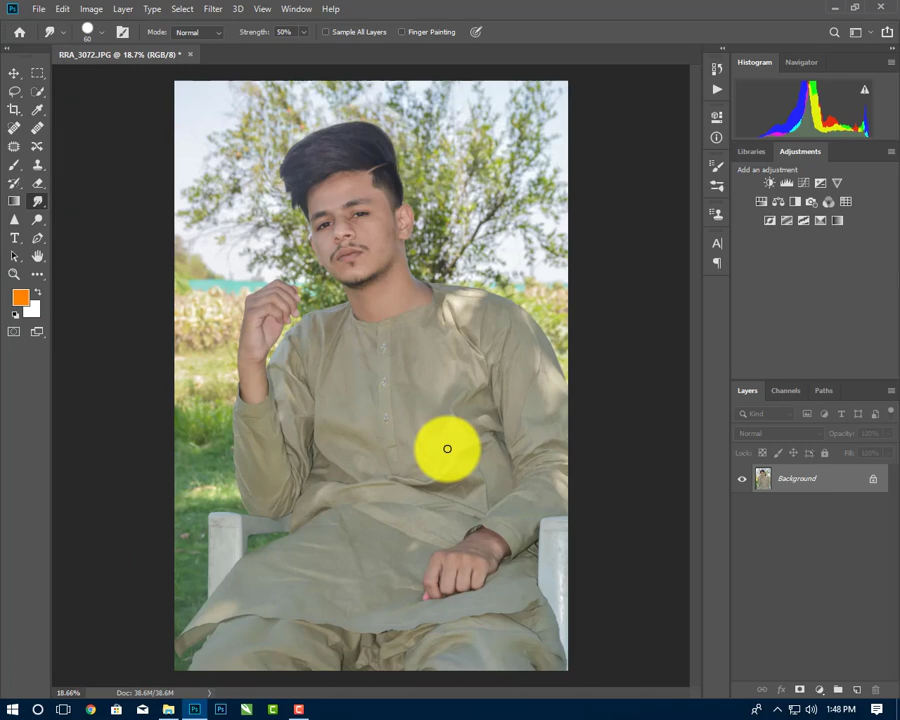 Ps File Edit Image Layer Type Select Filter 3D View Window Help
60 Mode: Normal Strength: 50% Sample All Layers Finger Painting
RRA_3072.JPG @ 18.7% (RGB/8) * ×
Histogram Navigator
Libraries Adjustments
Add an adjustment
Layers Channels Paths
Kind
Normal Opacity: 100%
Lock: Fill: 100%
Background
18.66% Doc: 38.6M/38.6M
1:48 PM